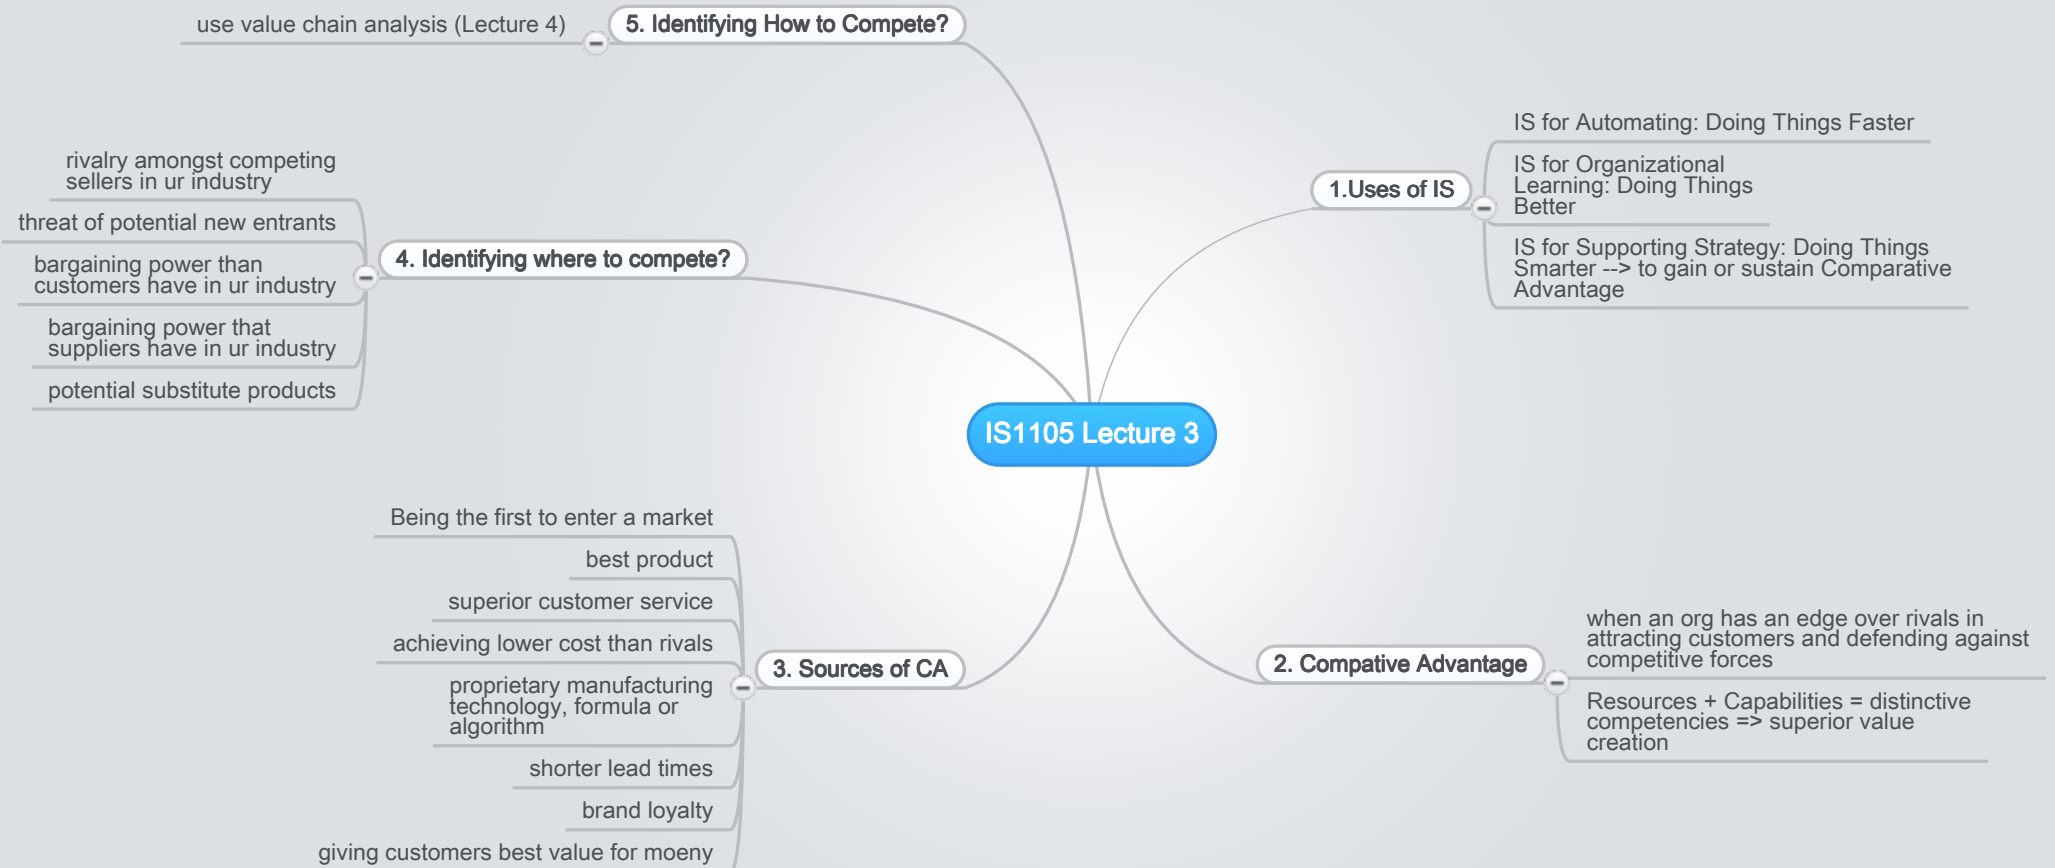 IS1105 Lecture 3
1.Uses of IS
IS for Automating: Doing Things Faster
IS for Organizational
Learning: Doing Things
Better
IS for Supporting Strategy: Doing Things
Smarter --> to gain or sustain Comparative
Advantage
2. Compative Advantage
when an org has an edge over rivals in
attracting customers and defending against
competitive forces
Resources + Capabilities = distinctive
competencies => superior value
creation
3. Sources of CA
Being the first to enter a market
best product
superior customer service
achieving lower cost than rivals
proprietary manufacturing
technology, formula or
algorithm
shorter lead times
brand loyalty
giving customers best value for moeny
4. Identifying where to compete?
rivalry amongst competing
sellers in ur industry
threat of potential new entrants
bargaining power than
customers have in ur industry
bargaining power that
suppliers have in ur industry
potential substitute products
5. Identifying How to Compete?
use value chain analysis (Lecture 4)